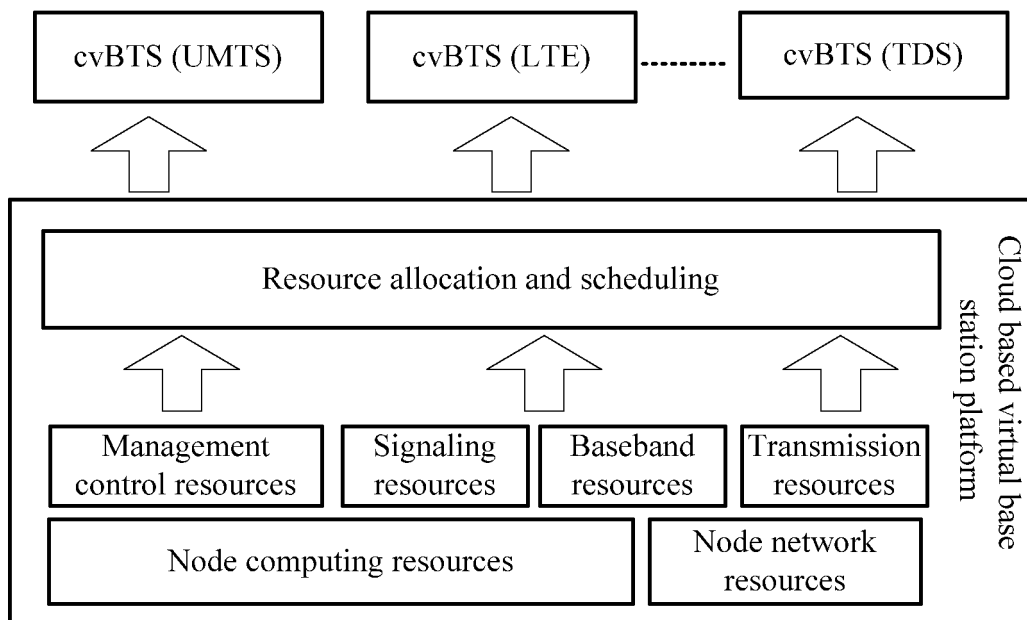 cvBTS (UMTS)
cvBTS (LTE)
cvBTS (TDS)
Resource allocation and scheduling
Management
control resources
Signaling
resources
Baseband
resources
Transmission
resources
Node computing resources
Node network
resources
Cloud based virtual base
station platform